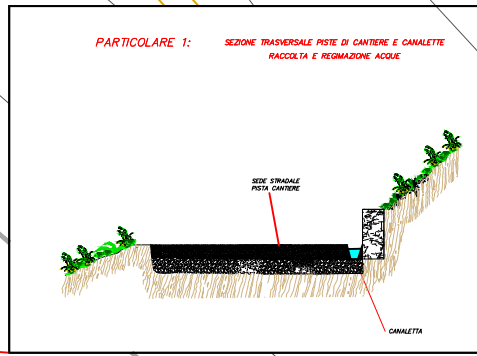 PARTICOLARE 1:
SEZIONE TRASVERSALE PISTE DI CANTIERE E CANALETTE
RACCOLTA E REGIMAZIONE ACQUE
SEDE STRADALE
PISTA CANTIERE
CANALETTA